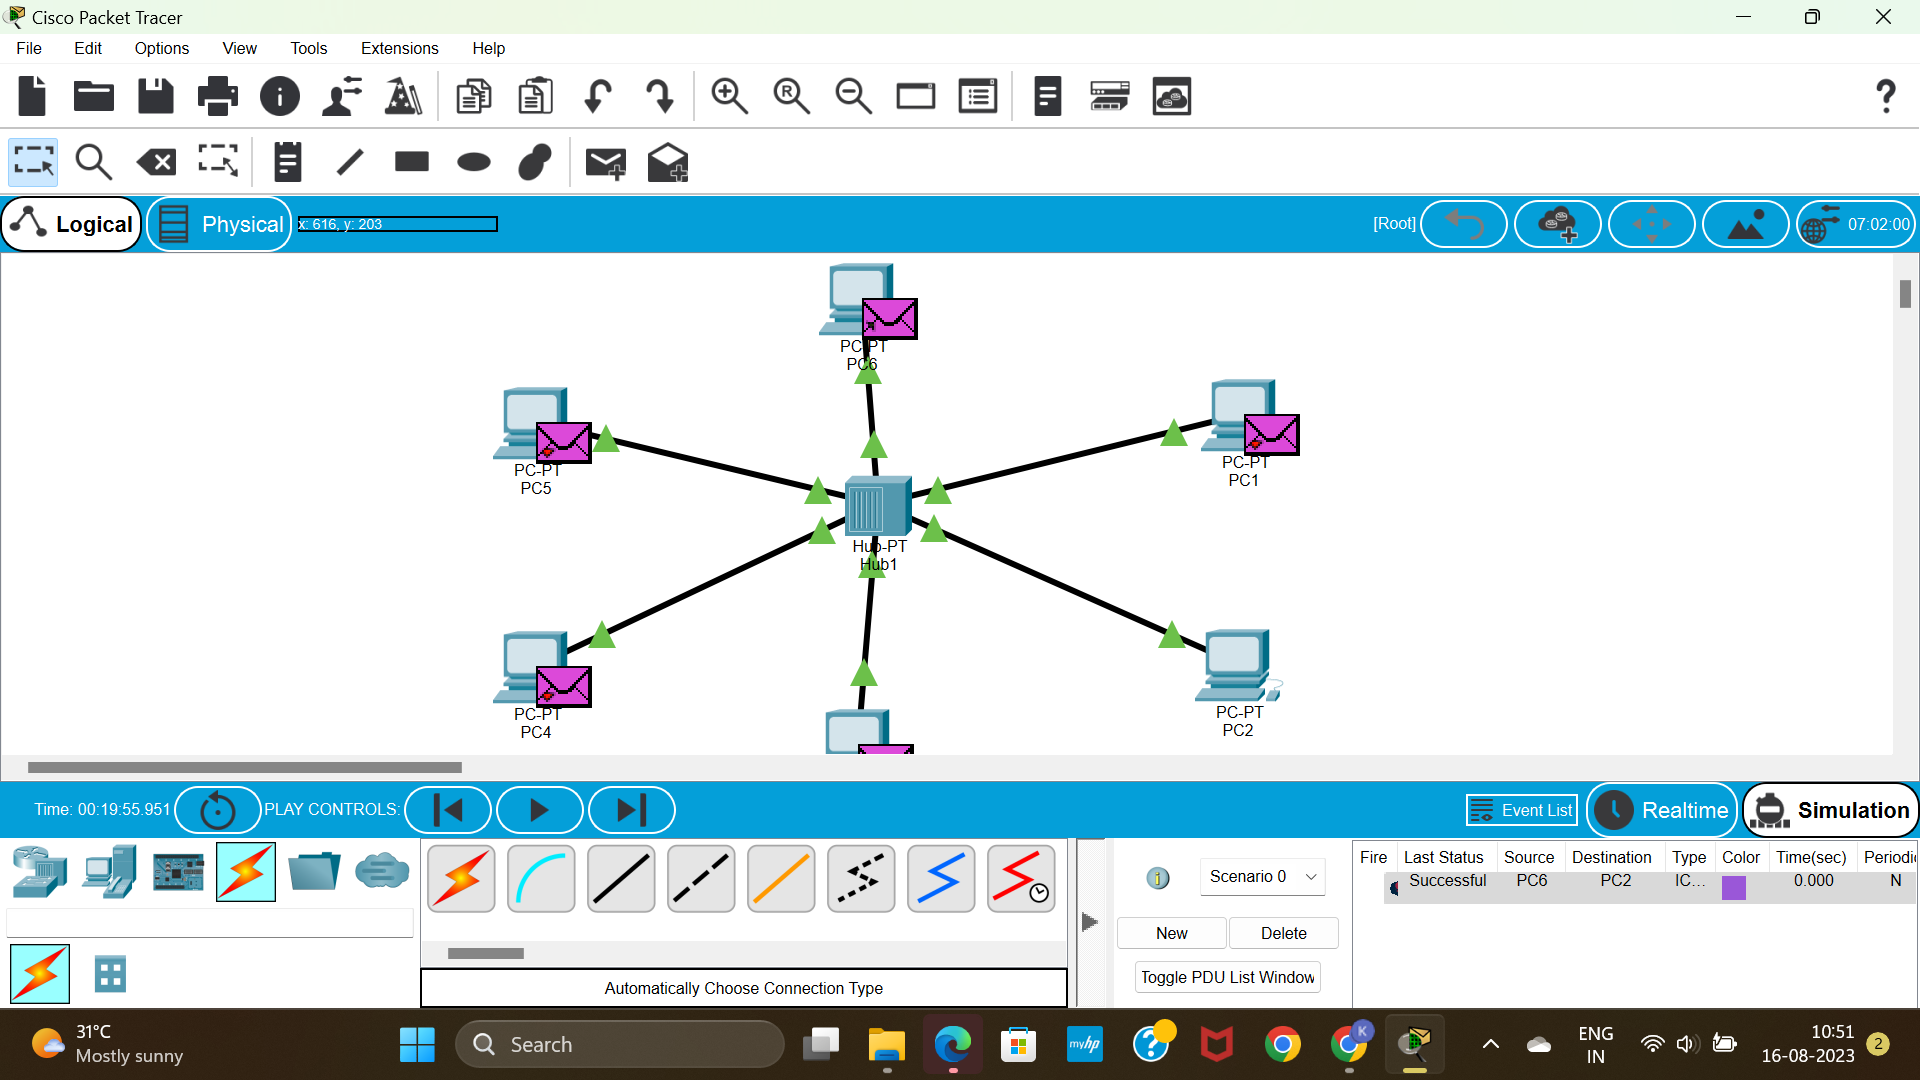 Cisco Packet Tracer
File Edit Options View Tools Extensions Help
Logical Physical x: 616, y: 203 [Root] 07:02:00
PC-PT
PC6
PC-PT
PC5
PC-PT
PC1
Hub-PT
Hub1
PC-PT
PC4
PC-PT
PC2
Time: 00:19:55.951 PLAY CONTROLS: Event List Realtime Simulation
Scenario 0
New Delete
Toggle PDU List Window
Fire Last Status Source Destination Type Color Time(sec) Periodic
Successful PC6 PC2 IC... 0.000 N
Automatically Choose Connection Type
31°C
Mostly sunny
Search
myhp
K
ENG
IN
10:51
16-08-2023
2